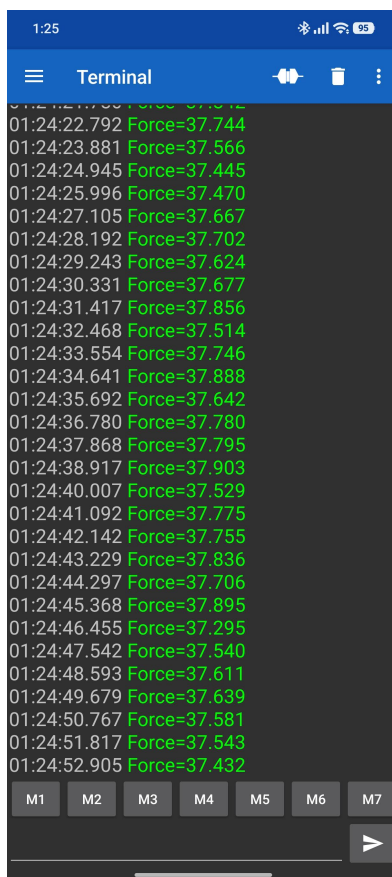 1:25
95
Terminal
01:24:22.792 Force=37.744
01:24:23.881 Force=37.566
01:24:24.945 Force=37.445
01:24:25.996 Force=37.470
01:24:27.105 Force=37.667
01:24:28.192 Force=37.702
01:24:29.243 Force=37.624
01:24:30.331 Force=37.677
01:24:31.417 Force=37.856
01:24:32.468 Force=37.514
01:24:33.554 Force=37.746
01:24:34.641 Force=37.888
01:24:35.692 Force=37.642
01:24:36.780 Force=37.780
01:24:37.868 Force=37.795
01:24:38.917 Force=37.903
01:24:40.007 Force=37.529
01:24:41.092 Force=37.775
01:24:42.142 Force=37.755
01:24:43.229 Force=37.836
01:24:44.297 Force=37.706
01:24:45.368 Force=37.895
01:24:46.455 Force=37.295
01:24:47.542 Force=37.540
01:24:48.593 Force=37.611
01:24:49.679 Force=37.639
01:24:50.767 Force=37.581
01:24:51.817 Force=37.543
01:24:52.905 Force=37.432
M1 M2 M3 M4 M5 M6 M7